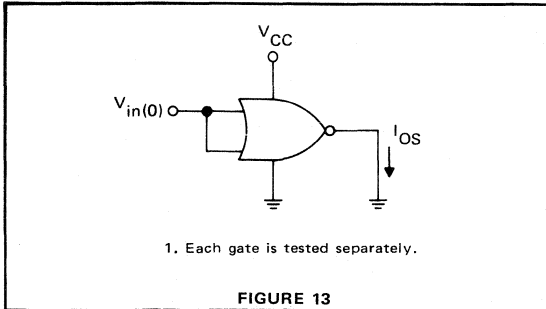 VCC
Vin(0)
IOS
1. Each gate is tested separately.
FIGURE 13